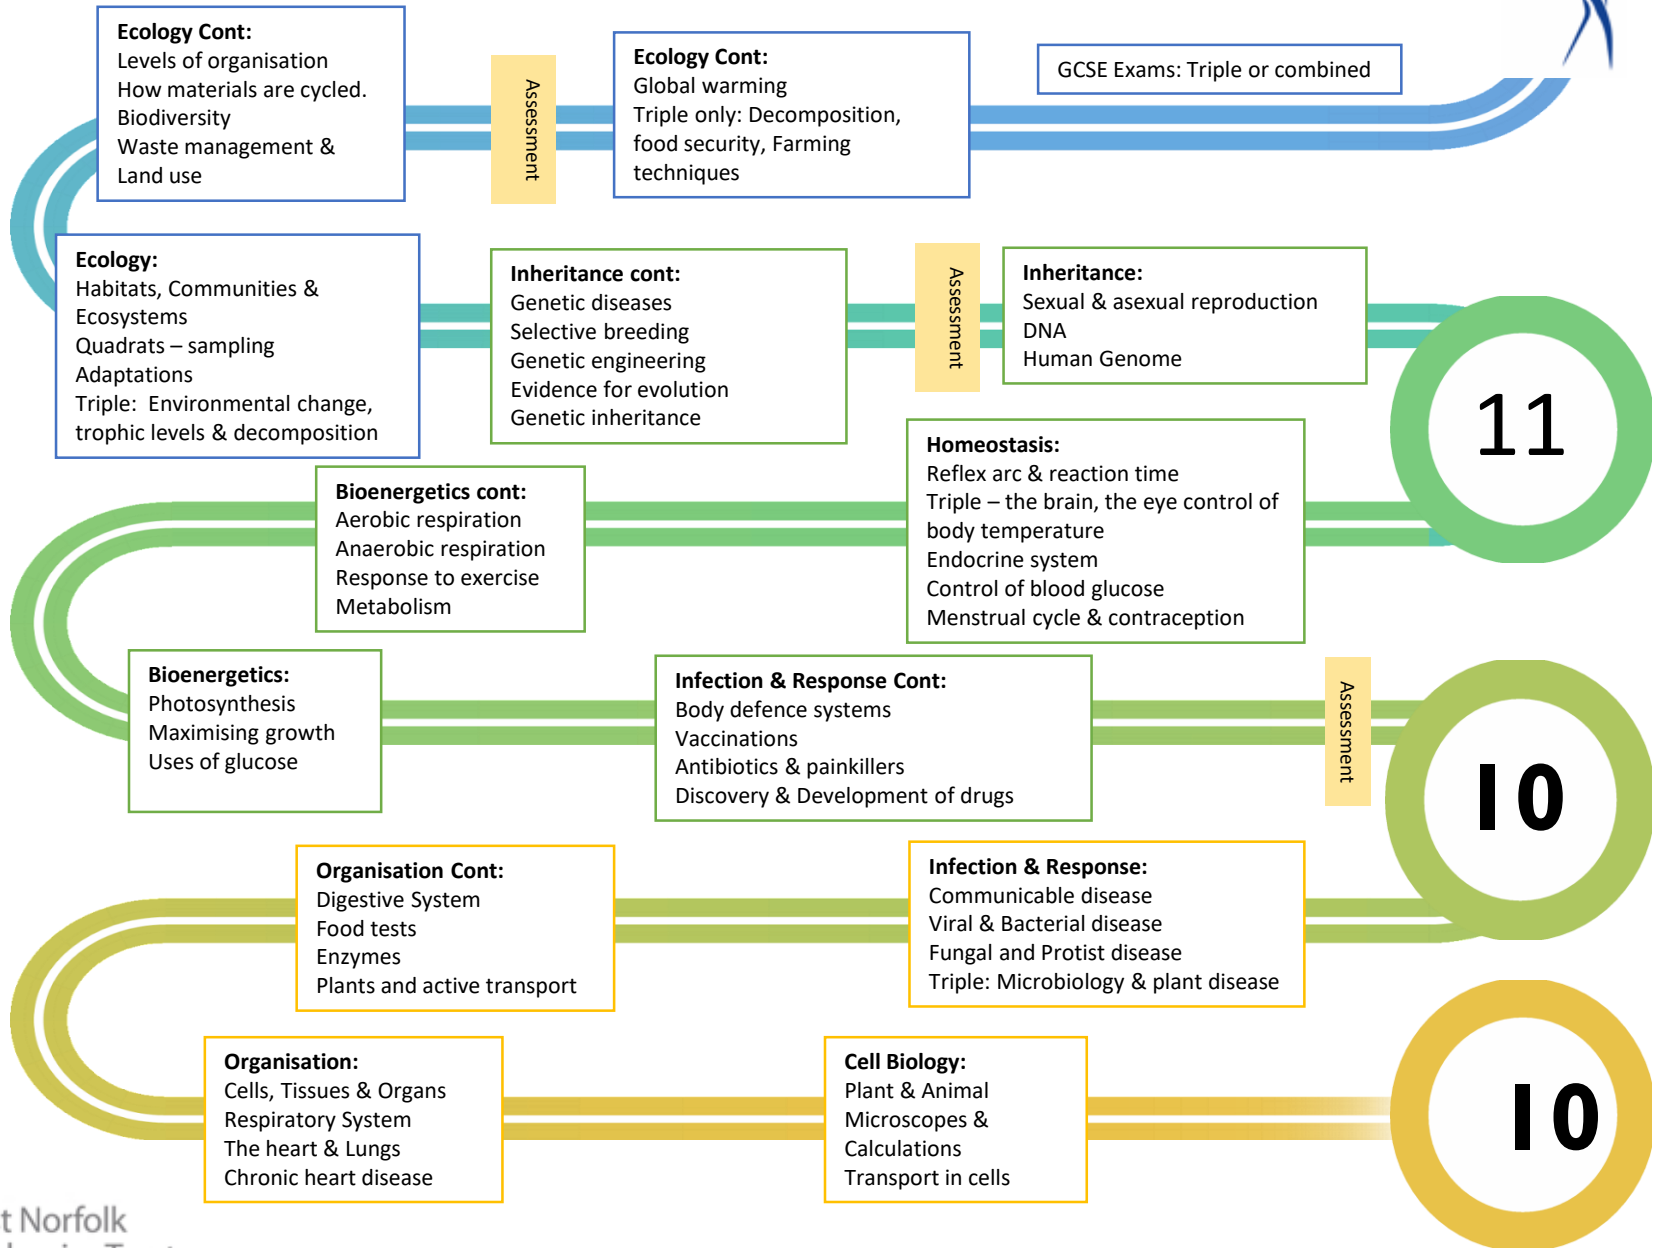 Ecology Cont:
Levels of organisation
How materials are cycled.
Biodiversity
Waste management &
Land use
Assessment
Ecology Cont:
Global warming
Triple only: Decomposition,
food security, Farming
techniques
GCSE Exams: Triple or combined
Ecology:
Habitats, Communities &
Ecosystems
Quadrats – sampling
Adaptations
Triple:  Environmental change,
trophic levels & decomposition
Inheritance cont:
Genetic diseases
Selective breeding
Genetic engineering
Evidence for evolution
Genetic inheritance
Assessment
Inheritance:
Sexual & asexual reproduction
DNA
Human Genome
11
Bioenergetics cont:
Aerobic respiration
Anaerobic respiration
Response to exercise
Metabolism
Homeostasis:
Reflex arc & reaction time
Triple – the brain, the eye control of
body temperature
Endocrine system
Control of blood glucose
Menstrual cycle & contraception
Bioenergetics:
Photosynthesis
Maximising growth
Uses of glucose
Infection & Response Cont:
Body defence systems
Vaccinations
Antibiotics & painkillers
Discovery & Development of drugs
Assessment
10
Organisation Cont:
Digestive System
Food tests
Enzymes
Plants and active transport
Infection & Response:
Communicable disease
Viral & Bacterial disease
Fungal and Protist disease
Triple: Microbiology & plant disease
Organisation:
Cells, Tissues & Organs
Respiratory System
The heart & Lungs
Chronic heart disease
Cell Biology:
Plant & Animal
Microscopes &
Calculations
Transport in cells
10
t Norfolk